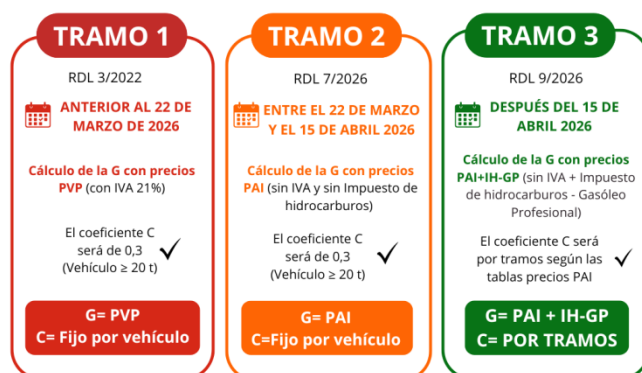 TRAMO 1
RDL 3/2022
ANTERIOR AL 22 DE
MARZO DE 2026
Cálculo de la G con precios
PVP (con IVA 21%)
El coeficiente C
será de 0,3
(Vehículo ≥ 20 t)
G= PVP
C= Fijo por vehículo
TRAMO 2
RDL 7/2026
ENTRE EL 22 DE MARZO
Y EL 15 DE ABRIL 2026
Cálculo de la G con precios
PAI (sin IVA y sin Impuesto de
hidrocarburos)
El coeficiente C
será de 0,3
(Vehículo ≥ 20 t)
G= PAI
C=Fijo por vehículo
TRAMO 3
RDL 9/2026
DESPUÉS DEL 15 DE
ABRIL 2026
Cálculo de la G con precios
PAI+IH-GP (sin IVA + Impuesto
de hidrocarburos - Gasóleo
Profesional)
El coeficiente C será
por tramos según las
tablas precios PAI
G= PAI + IH-GP
C= POR TRAMOS